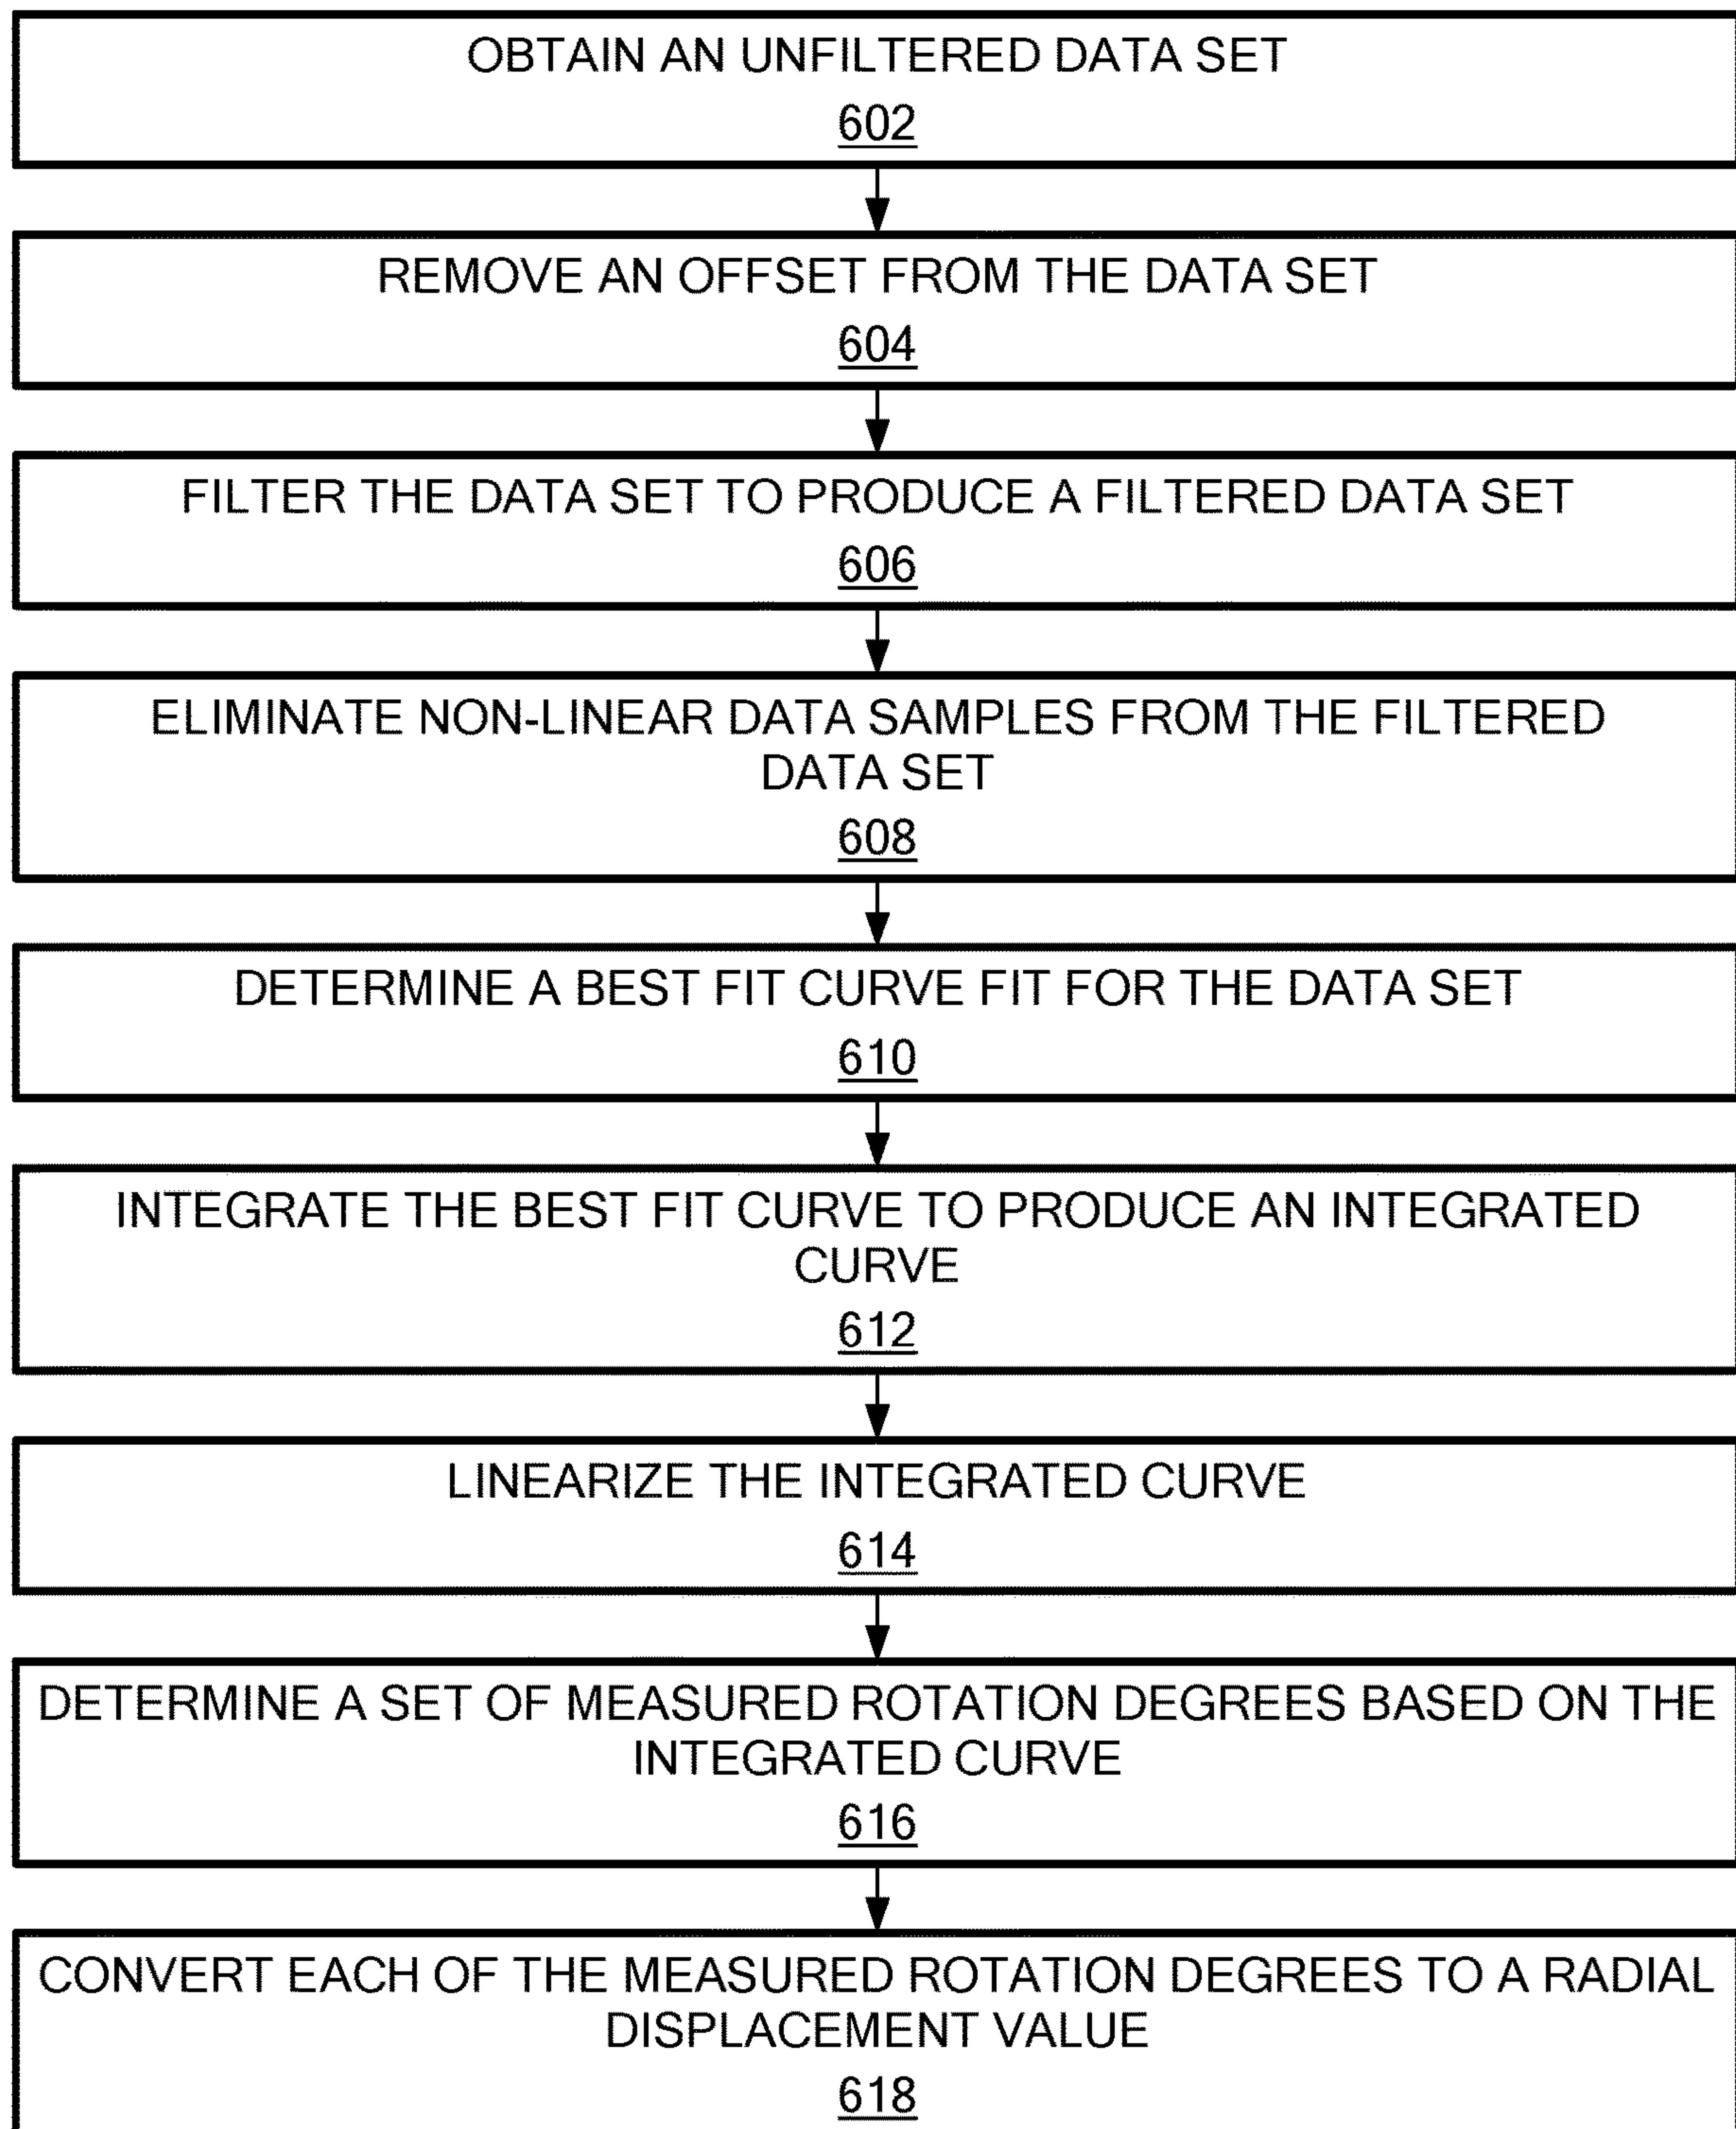 OBTAIN AN UNFILTERED DATA SET
602
REMOVE AN OFFSET FROM THE DATA SET
604
FILTER THE DATA SET TO PRODUCE A FILTERED DATA SET
606
ELIMINATE NON-LINEAR DATA SAMPLES FROM THE FILTERED
DATA SET
608
DETERMINE A BEST FIT CURVE FIT FOR THE DATA SET
610
INTEGRATE THE BEST FIT CURVE TO PRODUCE AN INTEGRATED
CURVE
612
LINEARIZE THE INTEGRATED CURVE
614
DETERMINE A SET OF MEASURED ROTATION DEGREES BASED ON THE
INTEGRATED CURVE
616
CONVERT EACH OF THE MEASURED ROTATION DEGREES TO A RADIAL
DISPLACEMENT VALUE
618